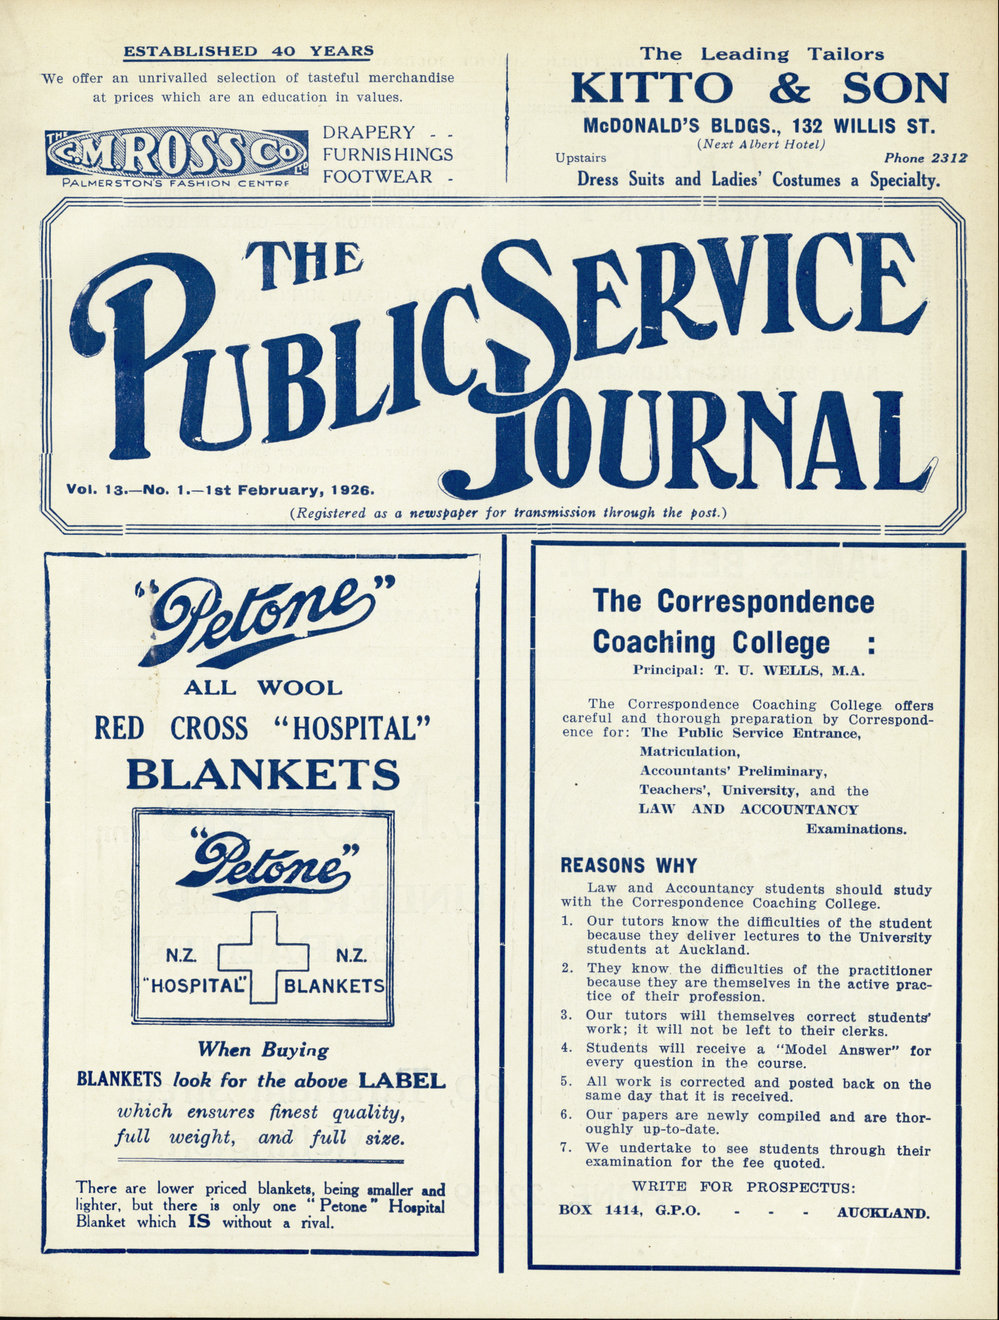 ESTABLISHED 40 YEARS
We offer an unrivalled selection of tasteful merchandise
at prices which are an education in values.
THE C.M. ROSS Co LTD
PALMERSTON'S FASHION CENTRE
DRAPERY - -
FURNISHINGS
FOOTWEAR -
The Leading Tailors
KITTO & SON
McDONALD'S BLDGS., 132 WILLIS ST.
(Next Albert Hotel)
Upstairs Phone 2312
Dress Suits and Ladies' Costumes a Specialty.
THE
PUBLIC SERVICE
JOURNAL
Vol. 13.—No. 1.—1st February, 1926.
(Registered as a newspaper for transmission through the post.)
"Petone"
ALL WOOL
RED CROSS "HOSPITAL"
BLANKETS
"Petone"
N.Z. N.Z.
"HOSPITAL" BLANKETS
When Buying
BLANKETS look for the above LABEL
which ensures finest quality,
full weight, and full size.
There are lower priced blankets, being smaller and
lighter, but there is only one "Petone" Hospital
Blanket which IS without a rival.
The Correspondence
Coaching College :
Principal: T. U. WELLS, M.A.
The Correspondence Coaching College offers
careful and thorough preparation by Correspond-
ence for: The Public Service Entrance,
Matriculation,
Accountants' Preliminary,
Teachers', University, and the
LAW AND ACCOUNTANCY
Examinations.
REASONS WHY
Law and Accountancy students should study
with the Correspondence Coaching College.
1. Our tutors know the difficulties of the student
because they deliver lectures to the University
students at Auckland.
2. They know the difficulties of the practitioner
because they are themselves in the active prac-
tice of their profession.
3. Our tutors will themselves correct students'
work; it will not be left to their clerks.
4. Students will receive a "Model Answer" for
every question in the course.
5. All work is corrected and posted back on the
same day that it is received.
6. Our papers are newly compiled and are thor-
oughly up-to-date.
7. We undertake to see students through their
examination for the fee quoted.
WRITE FOR PROSPECTUS:
BOX 1414, G.P.O. - - - AUCKLAND.